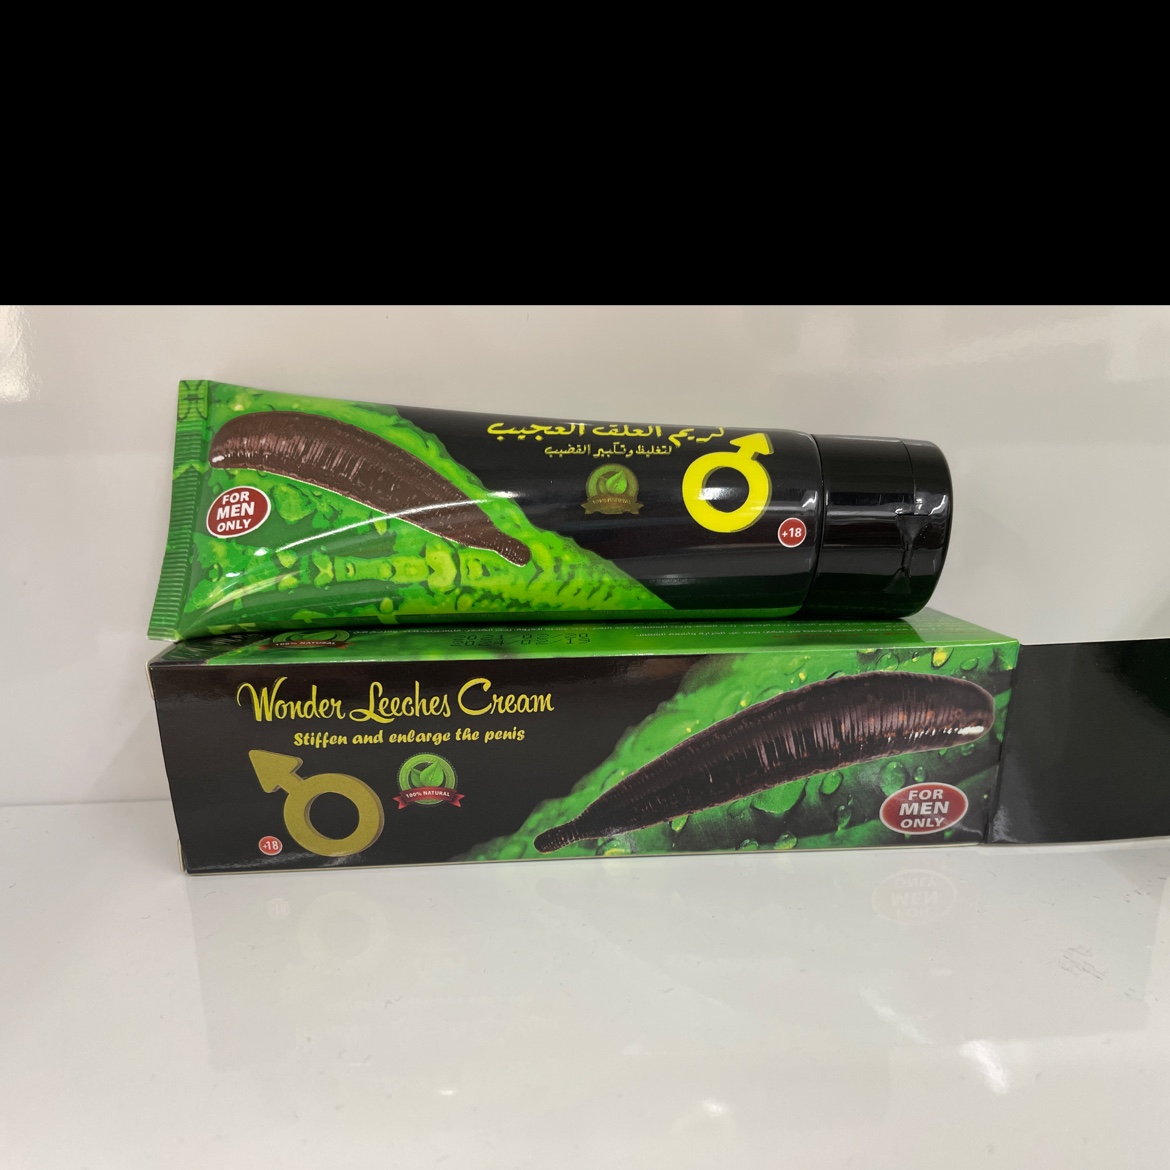 كريم العلق العجيب
لتغليظ وتكبير القضيب
FOR
MEN
ONLY
+18
Wonder Leeches Cream
Stiffen and enlarge the penis
100% NATURAL
+18
FOR
MEN
ONLY